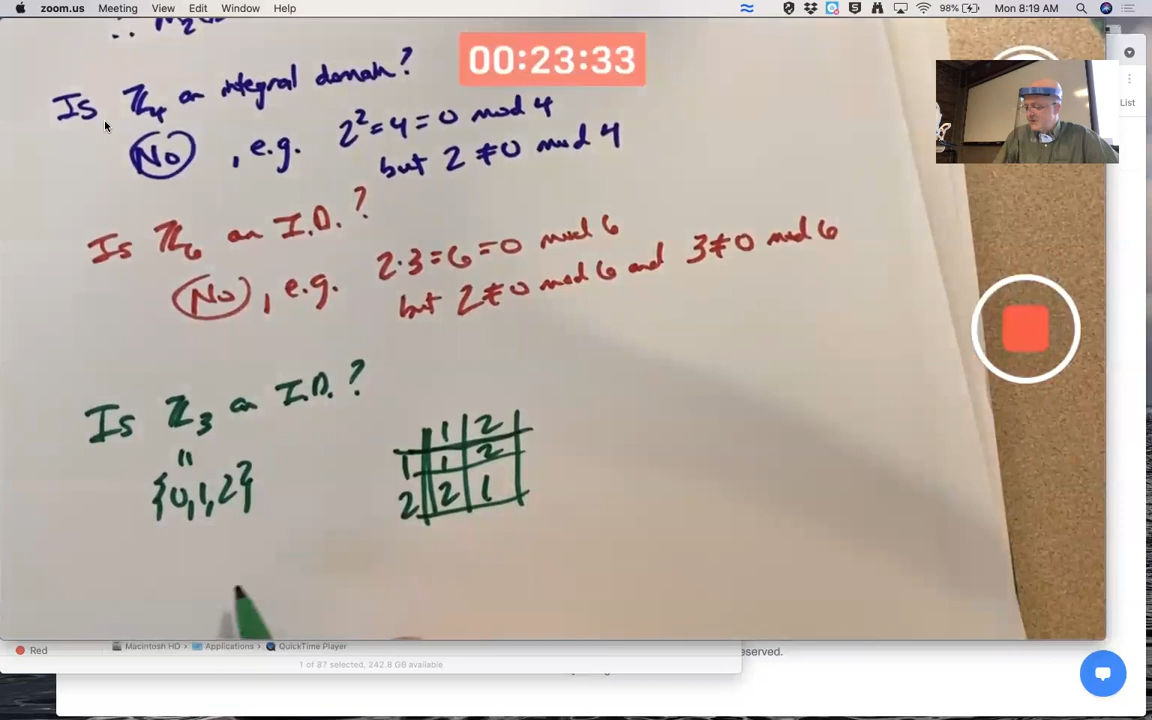 zoom.us Meeting View Edit Window Help 98% Mon 8:19 AM
00:23:33
List
Is ℤ₄ an integral domain?
No, e.g. 2² = 4 = 0 mod 4
but 2 ≠ 0 mod 4
Is ℤ₆ an I.D.?
No, e.g. 2·3 = 6 = 0 mod 6
but 2 ≠ 0 mod 6 and 3 ≠ 0 mod 6
Is ℤ₃ an I.D.?
"
{0,1,2}
1 2
1 1 2
2 2 1
Red
Macintosh HD › Applications › QuickTime Player
1 of 87 selected, 242.8 GB available
eserved.